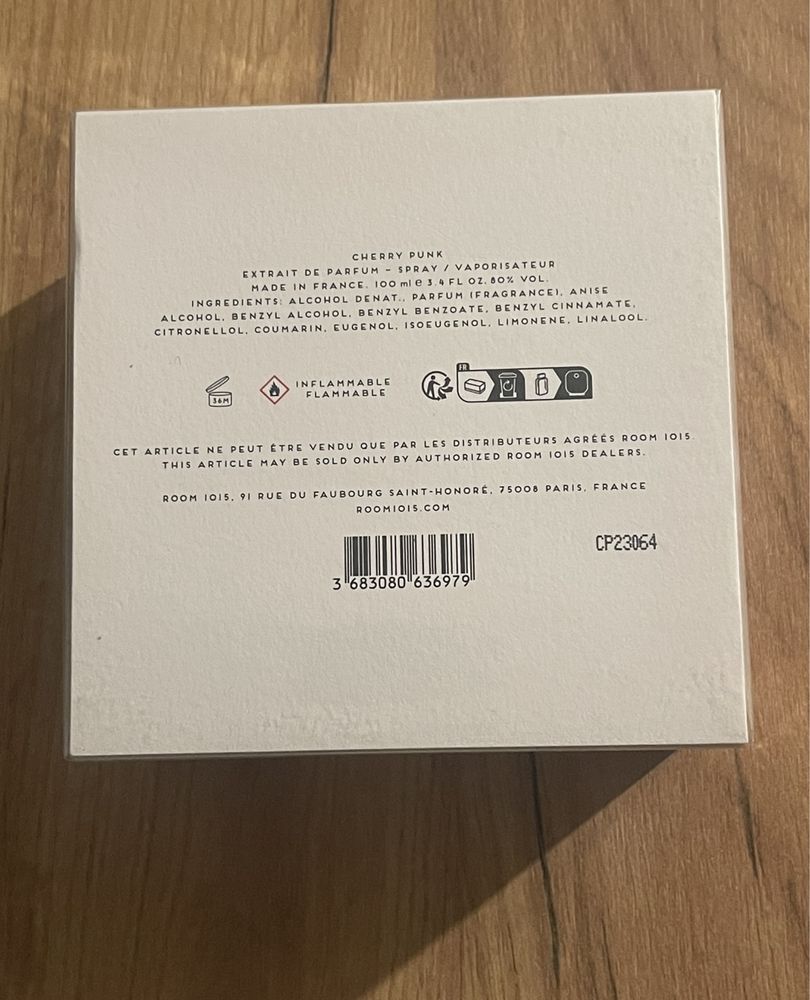 CHERRY PUNK
EXTRAIT DE PARFUM – SPRAY / VAPORISATEUR
MADE IN FRANCE. 100 ml ℮ 3.4 FL OZ. 80% VOL.
INGREDIENTS: ALCOHOL DENAT., PARFUM (FRAGRANCE), ANISE
ALCOHOL, BENZYL ALCOHOL, BENZYL BENZOATE, BENZYL CINNAMATE,
CITRONELLOL, COUMARIN, EUGENOL, ISOEUGENOL, LIMONENE, LINALOOL.
36M
INFLAMMABLE
FLAMMABLE
FR
CET ARTICLE NE PEUT ÊTRE VENDU QUE PAR LES DISTRIBUTEURS AGRÉÉS ROOM 1015.
THIS ARTICLE MAY BE SOLD ONLY BY AUTHORIZED ROOM 1015 DEALERS.
ROOM 1015, 91 RUE DU FAUBOURG SAINT-HONORÉ, 75008 PARIS, FRANCE
ROOM1015.COM
CP23064
3 683080 636979